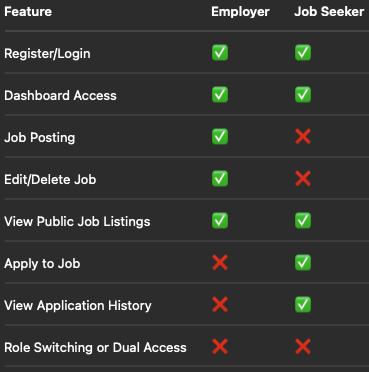 Feature Employer Job Seeker
Register/Login ✅ ✅
Dashboard Access ✅ ✅
Job Posting ✅ ❌
Edit/Delete Job ✅ ❌
View Public Job Listings ✅ ✅
Apply to Job ❌ ✅
View Application History ❌ ✅
Role Switching or Dual Access ❌ ❌